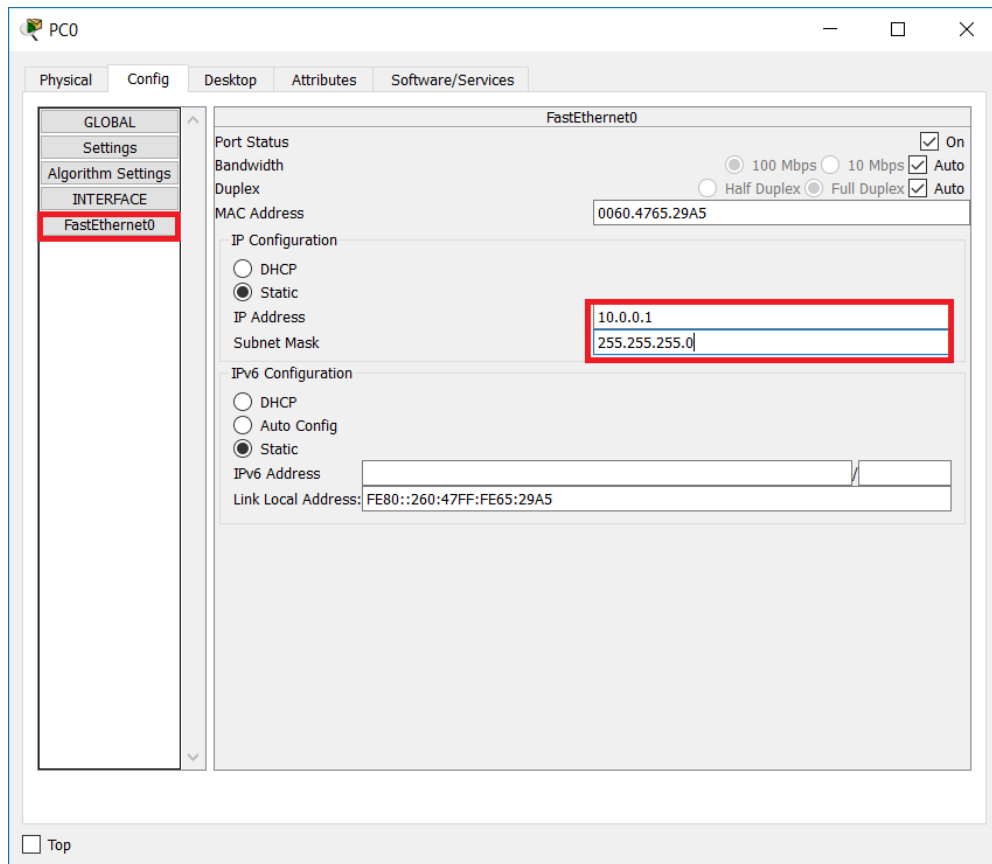 PC0
Physical Config Desktop Attributes Software/Services
GLOBAL
Settings
Algorithm Settings
INTERFACE
FastEthernet0
FastEthernet0
Port Status On
Bandwidth 100 Mbps 10 Mbps Auto
Duplex Half Duplex Full Duplex Auto
MAC Address 0060.4765.29A5
IP Configuration
DHCP
Static
IP Address 10.0.0.1
Subnet Mask 255.255.255.0
IPv6 Configuration
DHCP
Auto Config
Static
IPv6 Address /
Link Local Address: FE80::260:47FF:FE65:29A5
Top